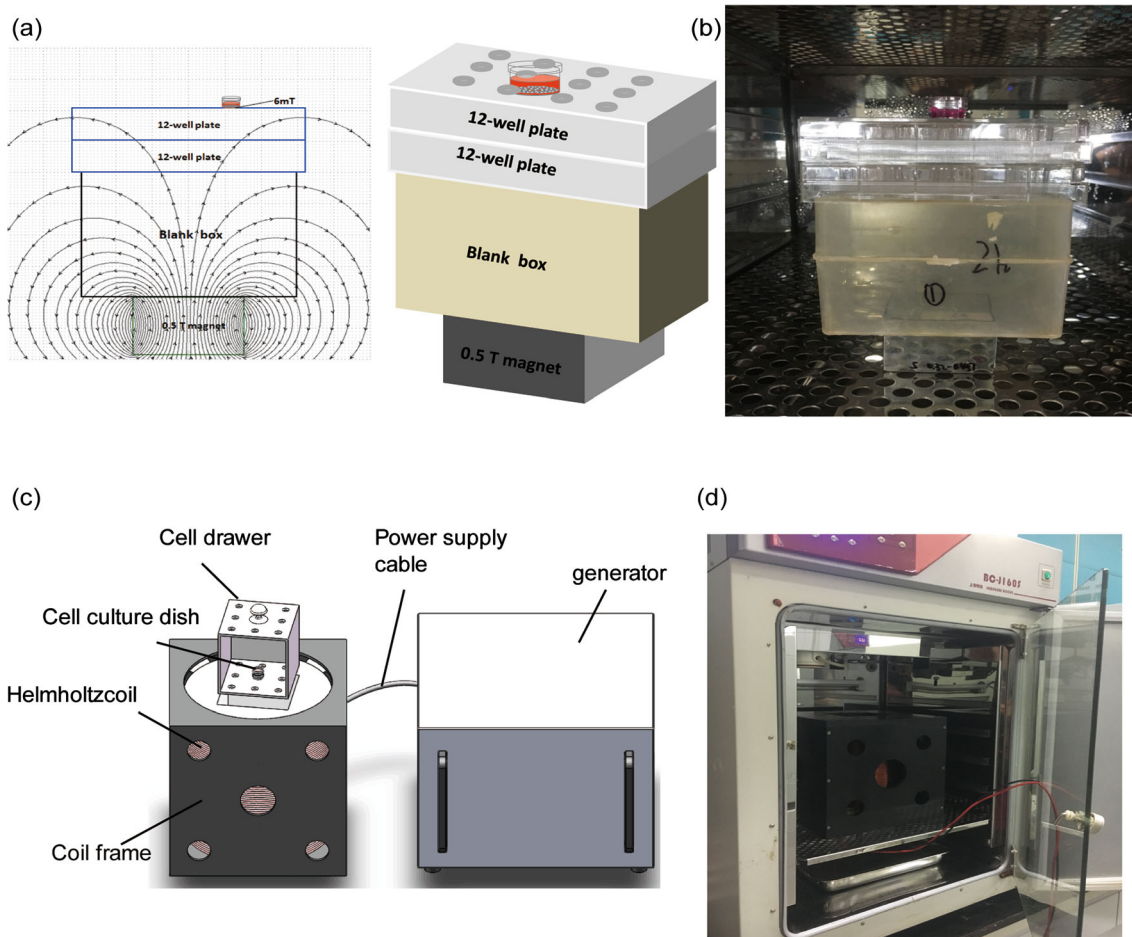 (a)
6mT
12-well plate
12-well plate
Blank box
0.5 T magnet
12-well plate
12-well plate
Blank box
0.5 T magnet
(b)
①
(c)
Cell drawer
Cell culture dish
Helmholtzcoil
Coil frame
Power supply
cable
generator
(d)
BC-J160S